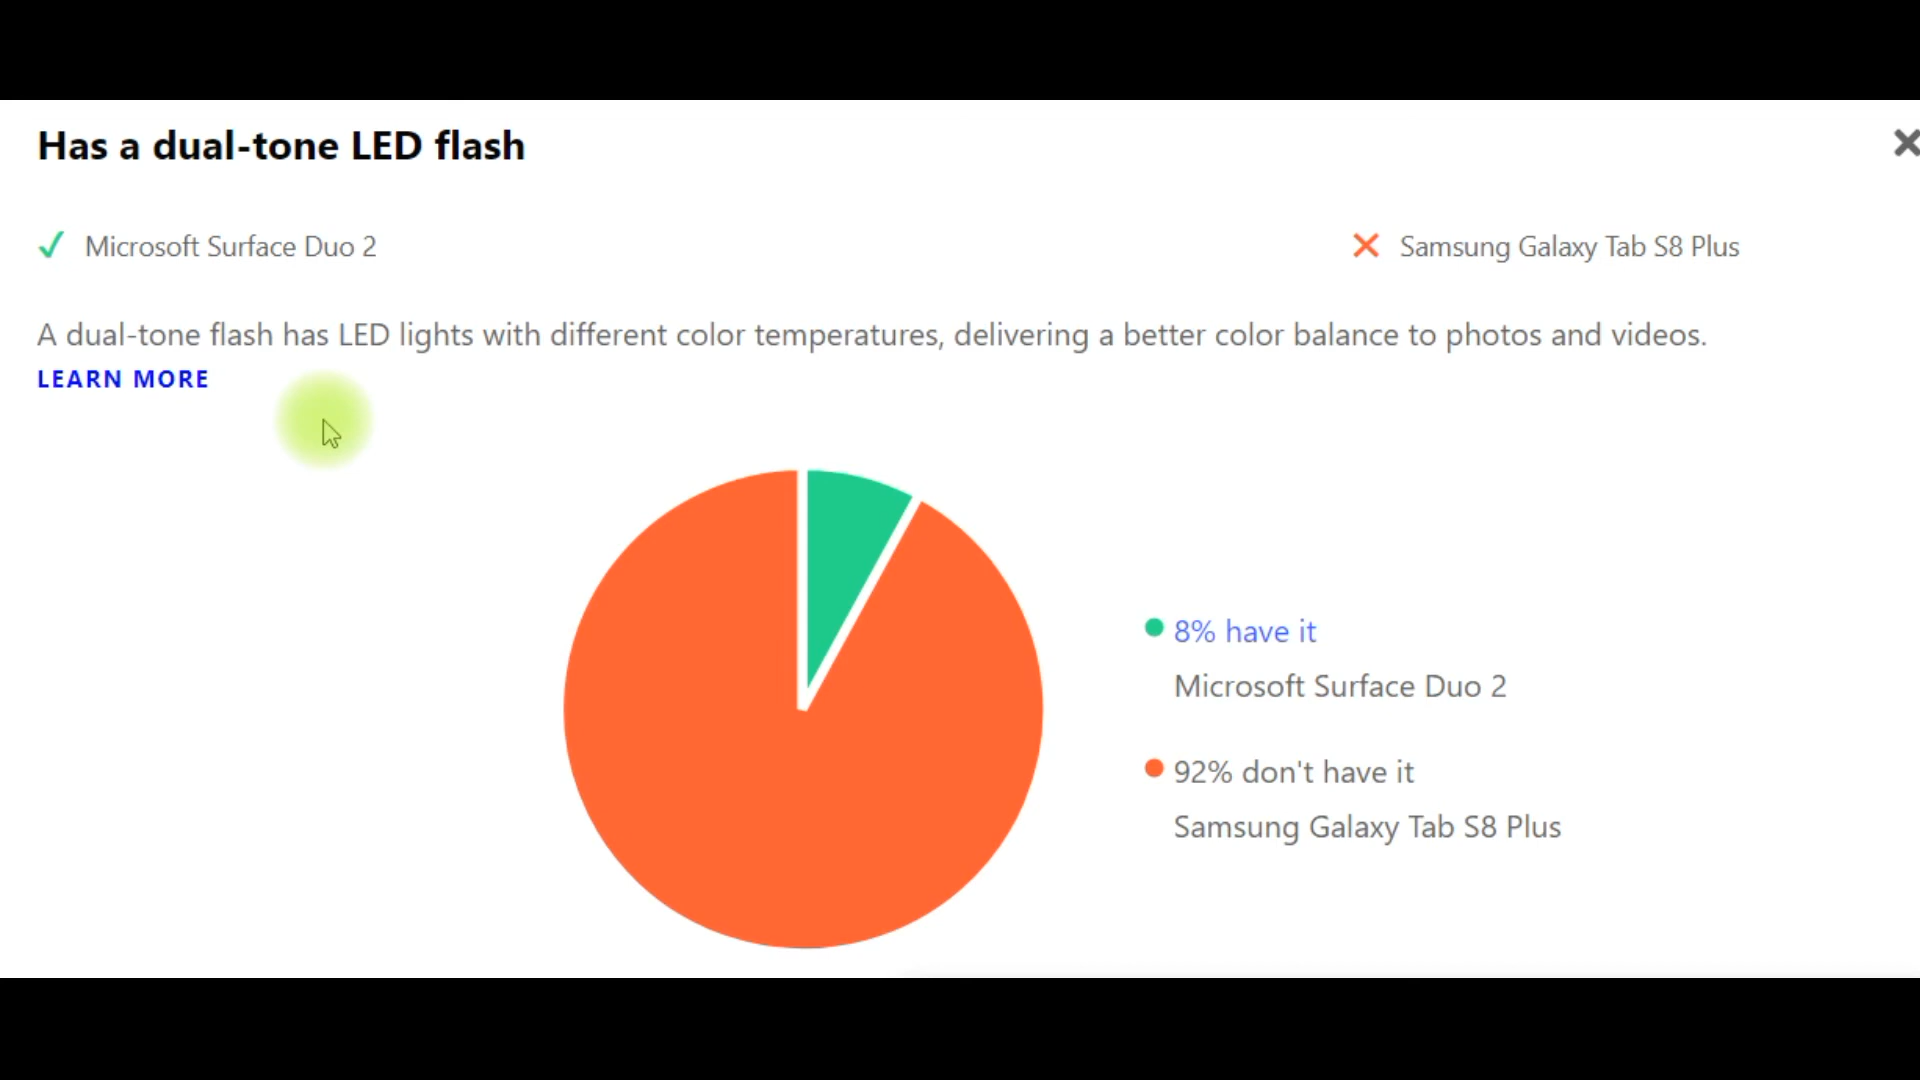 Has a dual-tone LED flash
Microsoft Surface Duo 2
Samsung Galaxy Tab S8 Plus
A dual-tone flash has LED lights with different color temperatures, delivering a better color balance to photos and videos.
LEARN MORE
8% have it
Microsoft Surface Duo 2
92% don't have it
Samsung Galaxy Tab S8 Plus